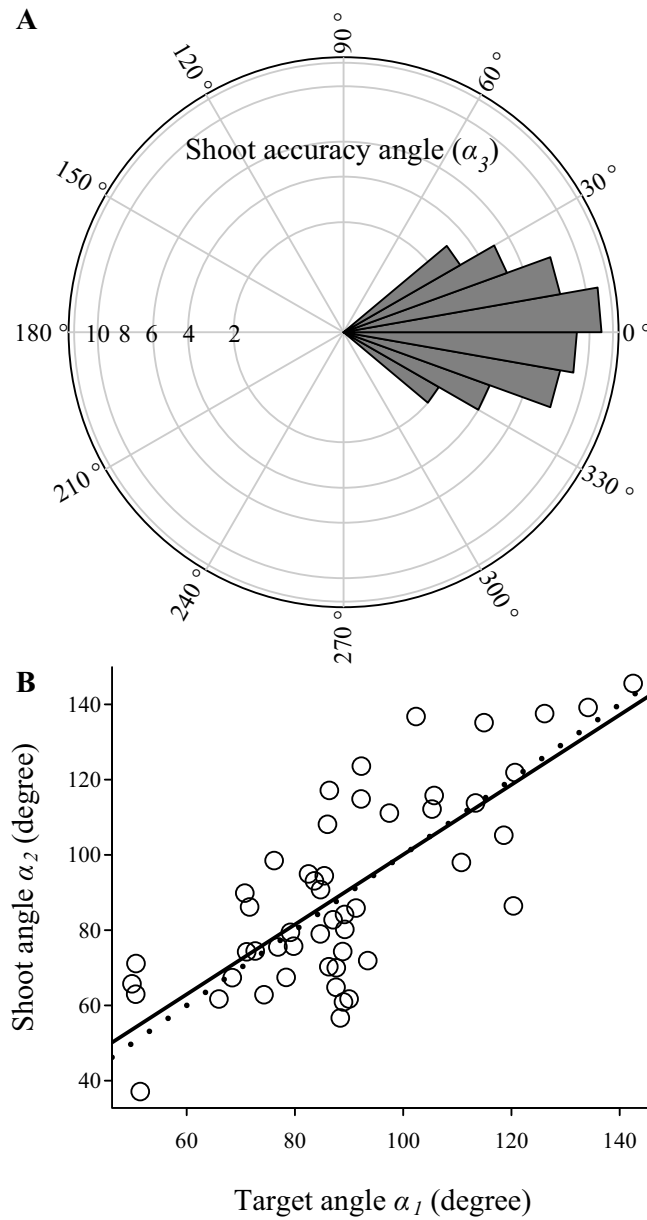 A
90 °
120 °
60 °
Shoot accuracy angle (α3)
150 °
30 °
180 °
10 8 6 4 2
0 °
210 °
330 °
240 °
300 °
270 °
B
140
120
100
80
60
40
Shoot angle α2 (degree)
60 80 100 120 140
Target angle α1 (degree)